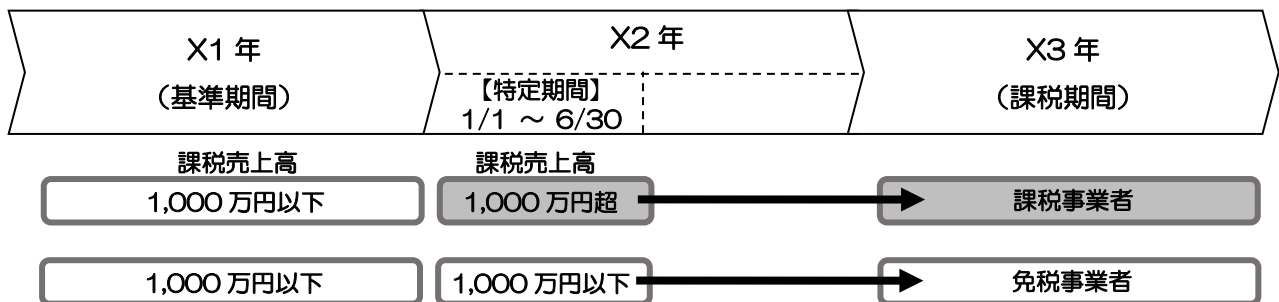 X1 年
(基準期間)
X2 年
【特定期間】
1/1 ～ 6/30
X3 年
(課税期間)
課税売上高
課税売上高
1,000 万円以下
1,000 万円超
課税事業者
1,000 万円以下
1,000 万円以下
免税事業者